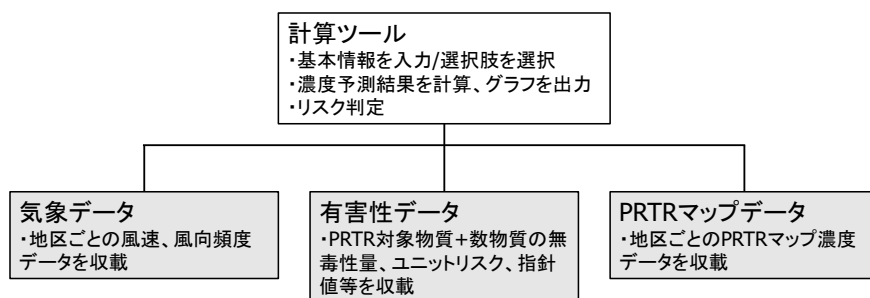 計算ツール
・基本情報を入力/選択肢を選択
・濃度予測結果を計算、グラフを出力
・リスク判定
気象データ
・地区ごとの風速、風向頻度
データを収載
有害性データ
・PRTR対象物質+数物質の無
毒性量、ユニットリスク、指針
値等を収載
PRTRマップデータ
・地区ごとのPRTRマップ濃度
データを収載